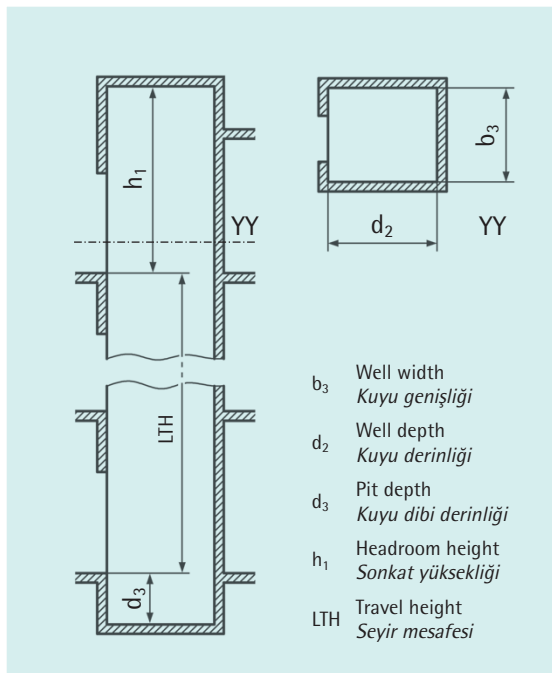 h₁
YY
LTH
d₃
b₃
d₂
YY
b₃ Well width
Kuyu genişliği
d₂ Well depth
Kuyu derinliği
d₃ Pit depth
Kuyu dibi derinliği
h₁ Headroom height
Sonkat yüksekliği
LTH Travel height
Seyir mesafesi